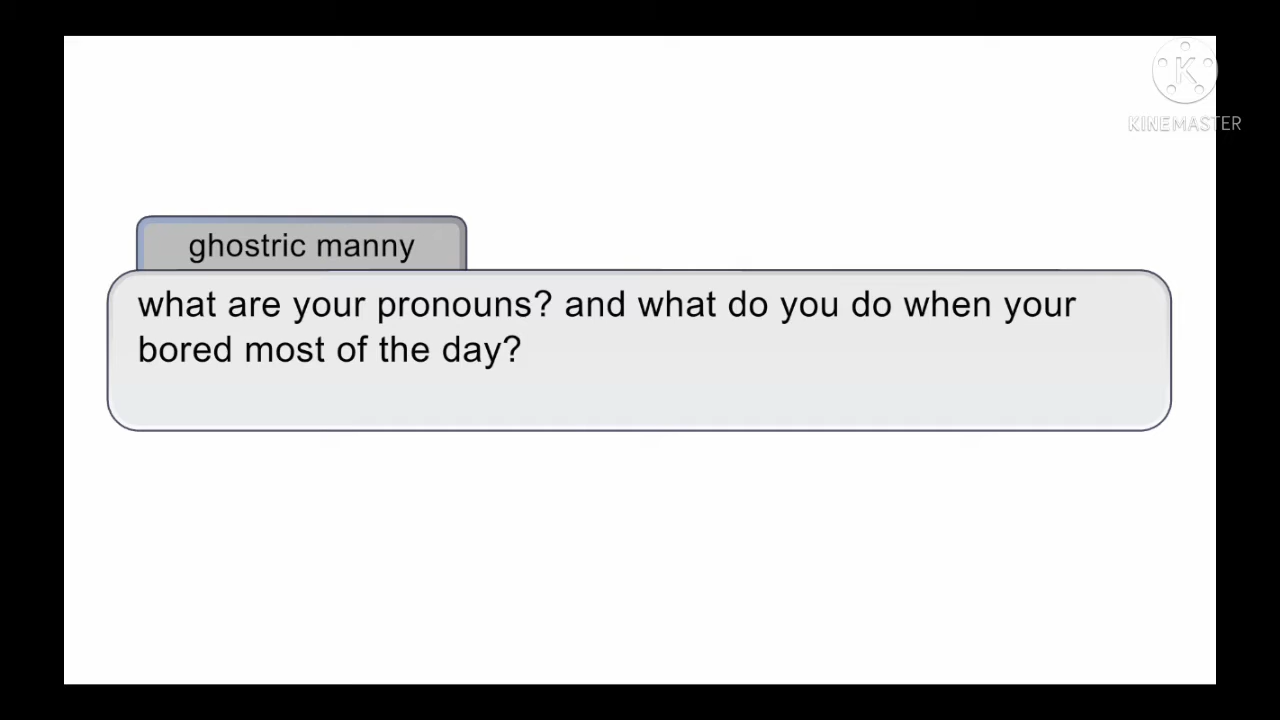 KINEMASTER
ghostric manny
what are your pronouns? and what do you do when your
bored most of the day?